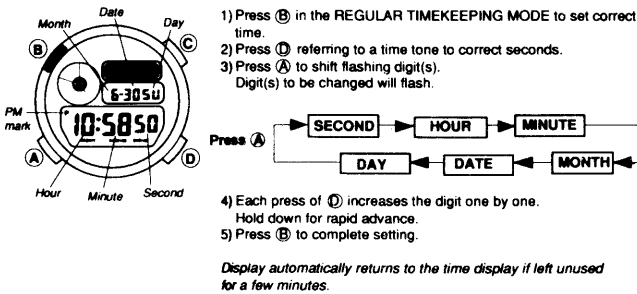 Date
Month
Day
B
C
6-30SU
PM
mark
10:58 50
A
D
Hour
Minute
Second
1) Press B in the REGULAR TIMEKEEPING MODE to set correct
time.
2) Press D referring to a time tone to correct seconds.
3) Press A to shift flashing digit(s).
Digit(s) to be changed will flash.
Press A
SECOND
HOUR
MINUTE
DAY
DATE
MONTH
4) Each press of D increases the digit one by one.
Hold down for rapid advance.
5) Press B to complete setting.
Display automatically returns to the time display if left unused
for a few minutes.